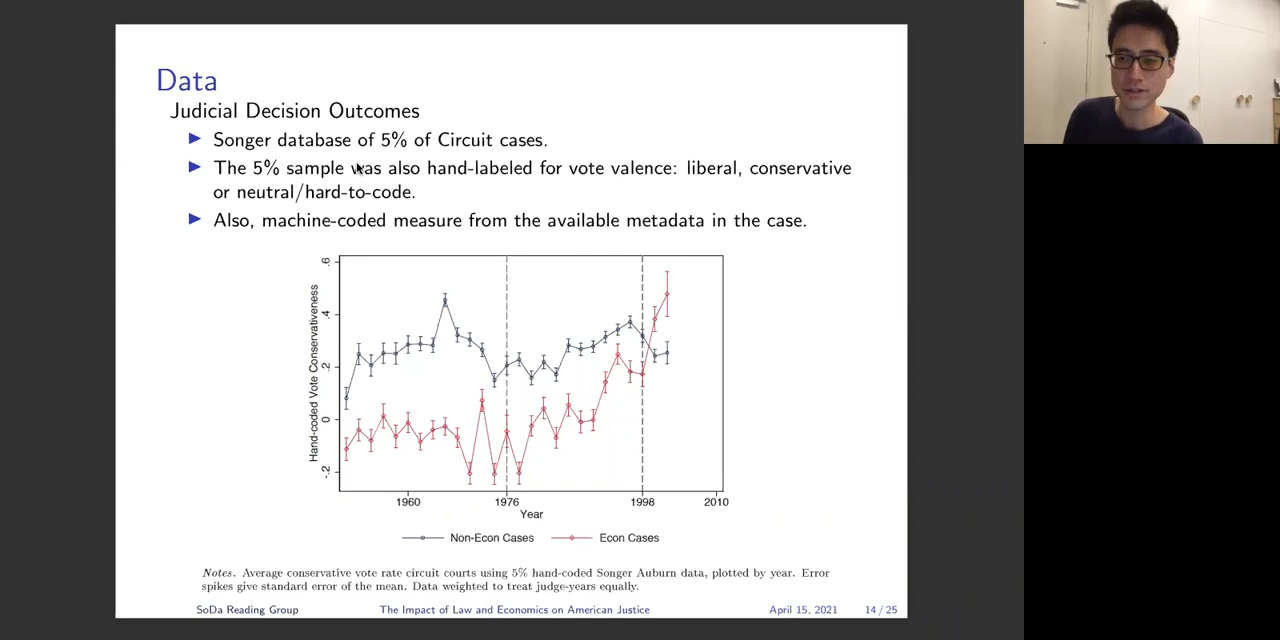 Data
Judicial Decision Outcomes
Songer database of 5% of Circuit cases.
The 5% sample was also hand-labeled for vote valence: liberal, conservative
or neutral/hard-to-code.
Also, machine-coded measure from the available metadata in the case.
Hand-coded Vote Conservativeness
.6
.4
.2
0
-.2
1960 1976 1998 2010
Year
Non-Econ Cases Econ Cases
Notes. Average conservative vote rate circuit courts using 5% hand-coded Songer Auburn data, plotted by year. Error
spikes give standard error of the mean. Data weighted to treat judge-years equally.
SoDa Reading Group The Impact of Law and Economics on American Justice April 15, 2021 14 / 25